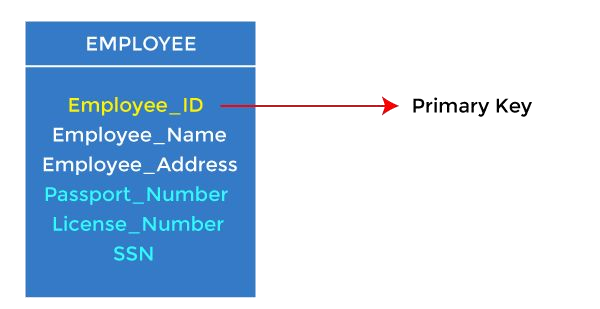 EMPLOYEE
Employee_ID
Primary Key
Employee_Name
Employee_Address
Passport_Number
License_Number
SSN